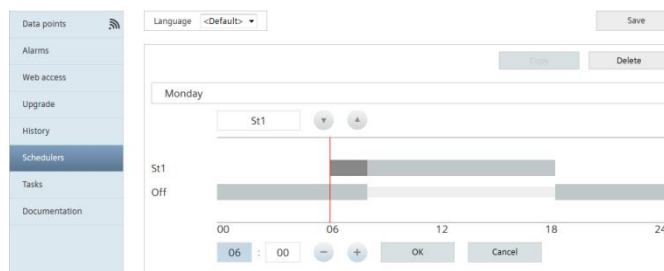 Data points
Language <Default>
Save
Alarms
Copy
Delete
Web access
Monday
Upgrade
St1
History
Schedulers
St1
Tasks
Off
Documentation
00 06 12 18 24
06 : 00
OK
Cancel